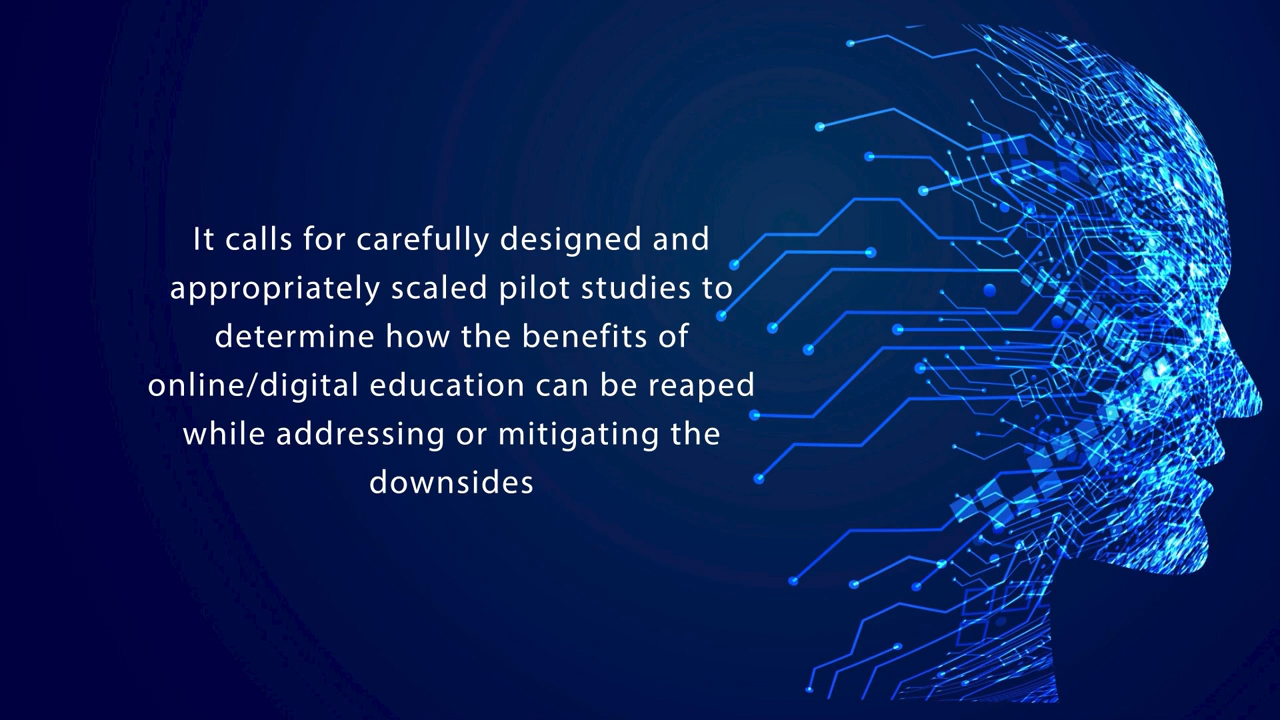 It calls for carefully designed and
appropriately scaled pilot studies to
determine how the benefits of
online/digital education can be reaped
while addressing or mitigating the
downsides